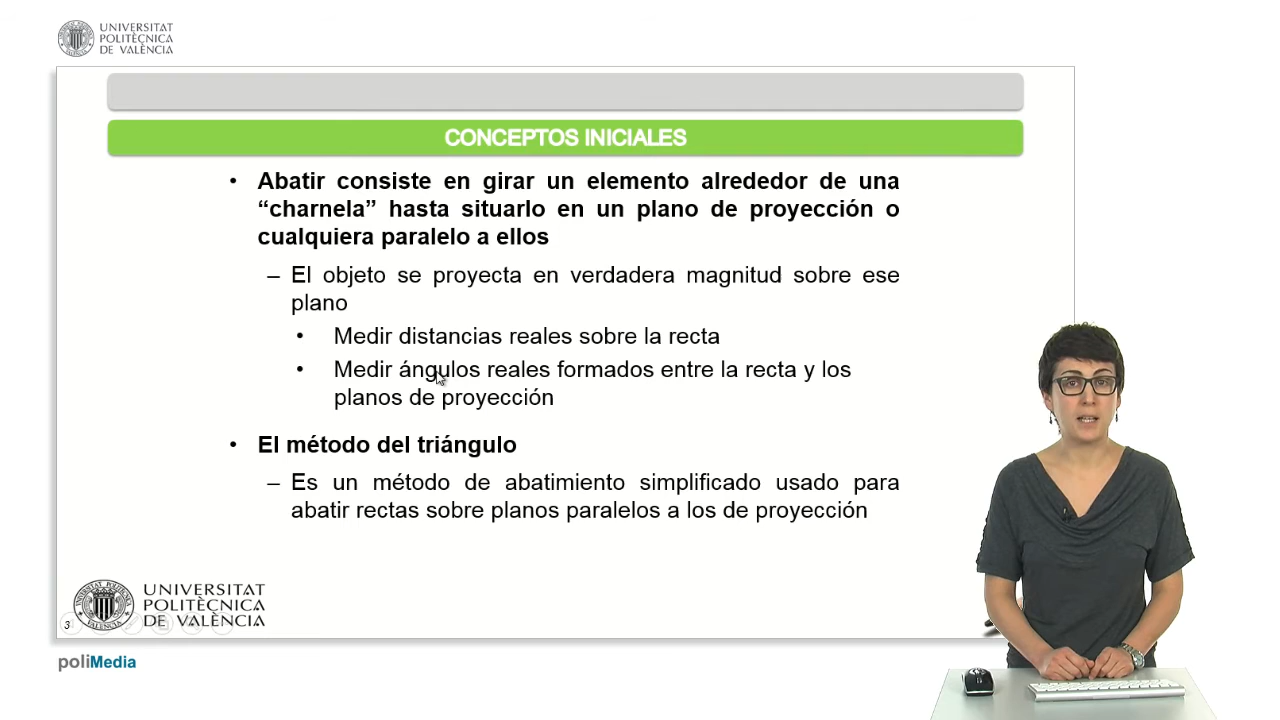 UNIVERSITAT
POLITÈCNICA
DE VALÈNCIA
CONCEPTOS INICIALES
• Abatir consiste en girar un elemento alrededor de una
“charnela” hasta situarlo en un plano de proyección o
cualquiera paralelo a ellos
– El objeto se proyecta en verdadera magnitud sobre ese
plano
• Medir distancias reales sobre la recta
• Medir ángulos reales formados entre la recta y los
planos de proyección
• El método del triángulo
– Es un método de abatimiento simplificado usado para
abatir rectas sobre planos paralelos a los de proyección
UNIVERSITAT
POLITÈCNICA
DE VALÈNCIA
3
poliMedia